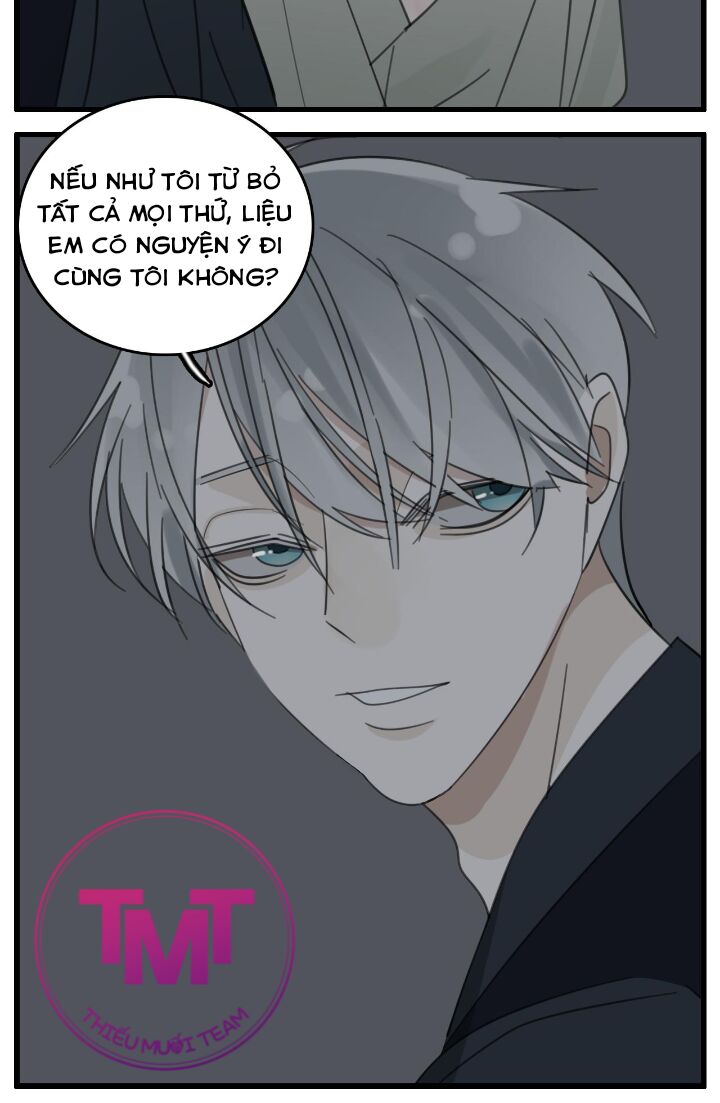 NẾU NHƯ TÔI TỪ BỎ
TẤT CẢ MỌI THỨ, LIỆU
EM CÓ NGUYỆN Ý ĐI
CÙNG TÔI KHÔNG?
TMT
THIẾU MUỐI TEAM